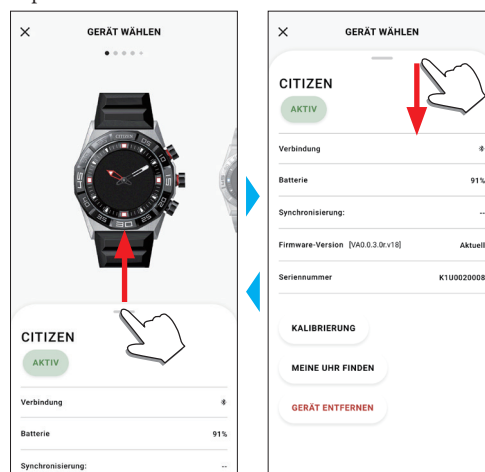 GERÄT WÄHLEN
CITIZEN
AKTIV
Verbindung
Batterie 91%
Synchronisierung: --
GERÄT WÄHLEN
CITIZEN
AKTIV
Verbindung
Batterie 91%
Synchronisierung: --
Firmware-Version [VA0.0.3.0r.v18] Aktuell
Seriennummer K1U0020008
KALIBRIERUNG
MEINE UHR FINDEN
GERÄT ENTFERNEN